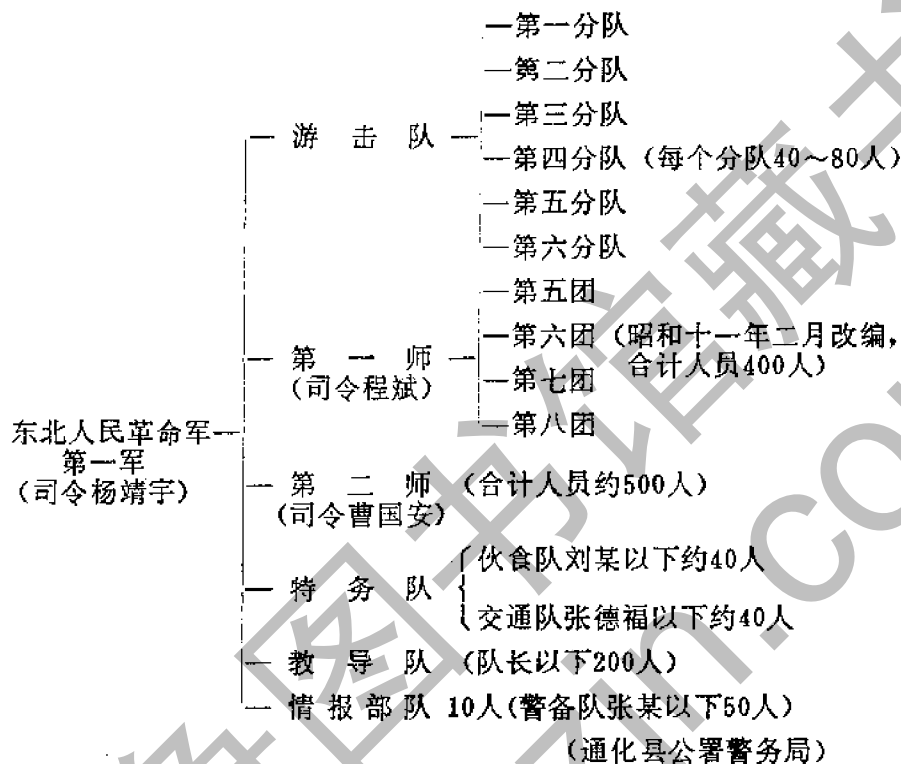 —第一分队
—第二分队
—第三分队
游击队
—第四分队（每个分队40～80人）
—第五分队
—第六分队
—第五团
—第六团（昭和十一年二月改编，
合计人员400人）
第一师
（司令程斌）
—第七团
—第八团
东北人民革命军
第一军
（司令杨靖宇）
第二师（合计人员约500人）
（司令曹国安）
特务队
伙食队刘某以下约40人
交通队张德福以下约40人
教导队（队长以下200人）
情报部队10人（警备队张某以下50人）
（通化县公署警务局）
图书馆藏书
n.co